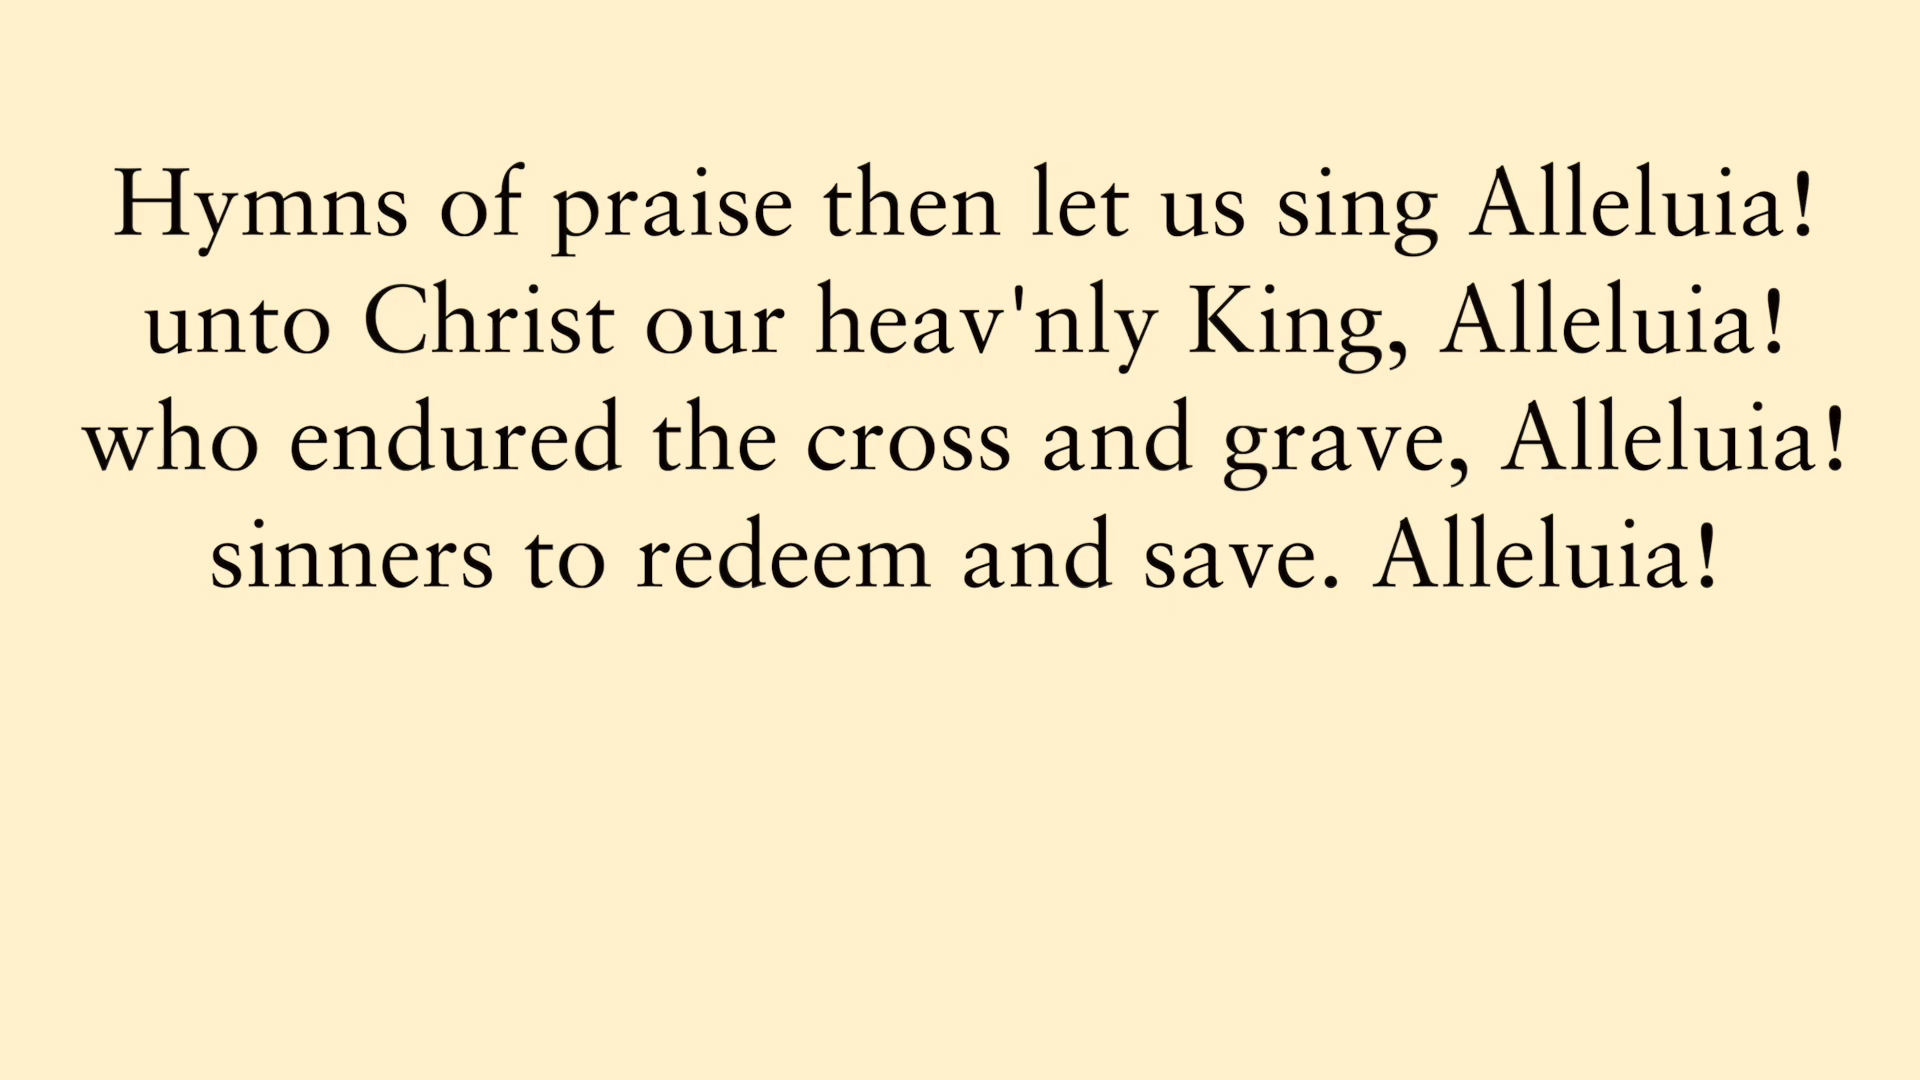 Hymns of praise then let us sing Alleluia!
unto Christ our heav'nly King, Alleluia!
who endured the cross and grave, Alleluia!
sinners to redeem and save. Alleluia!